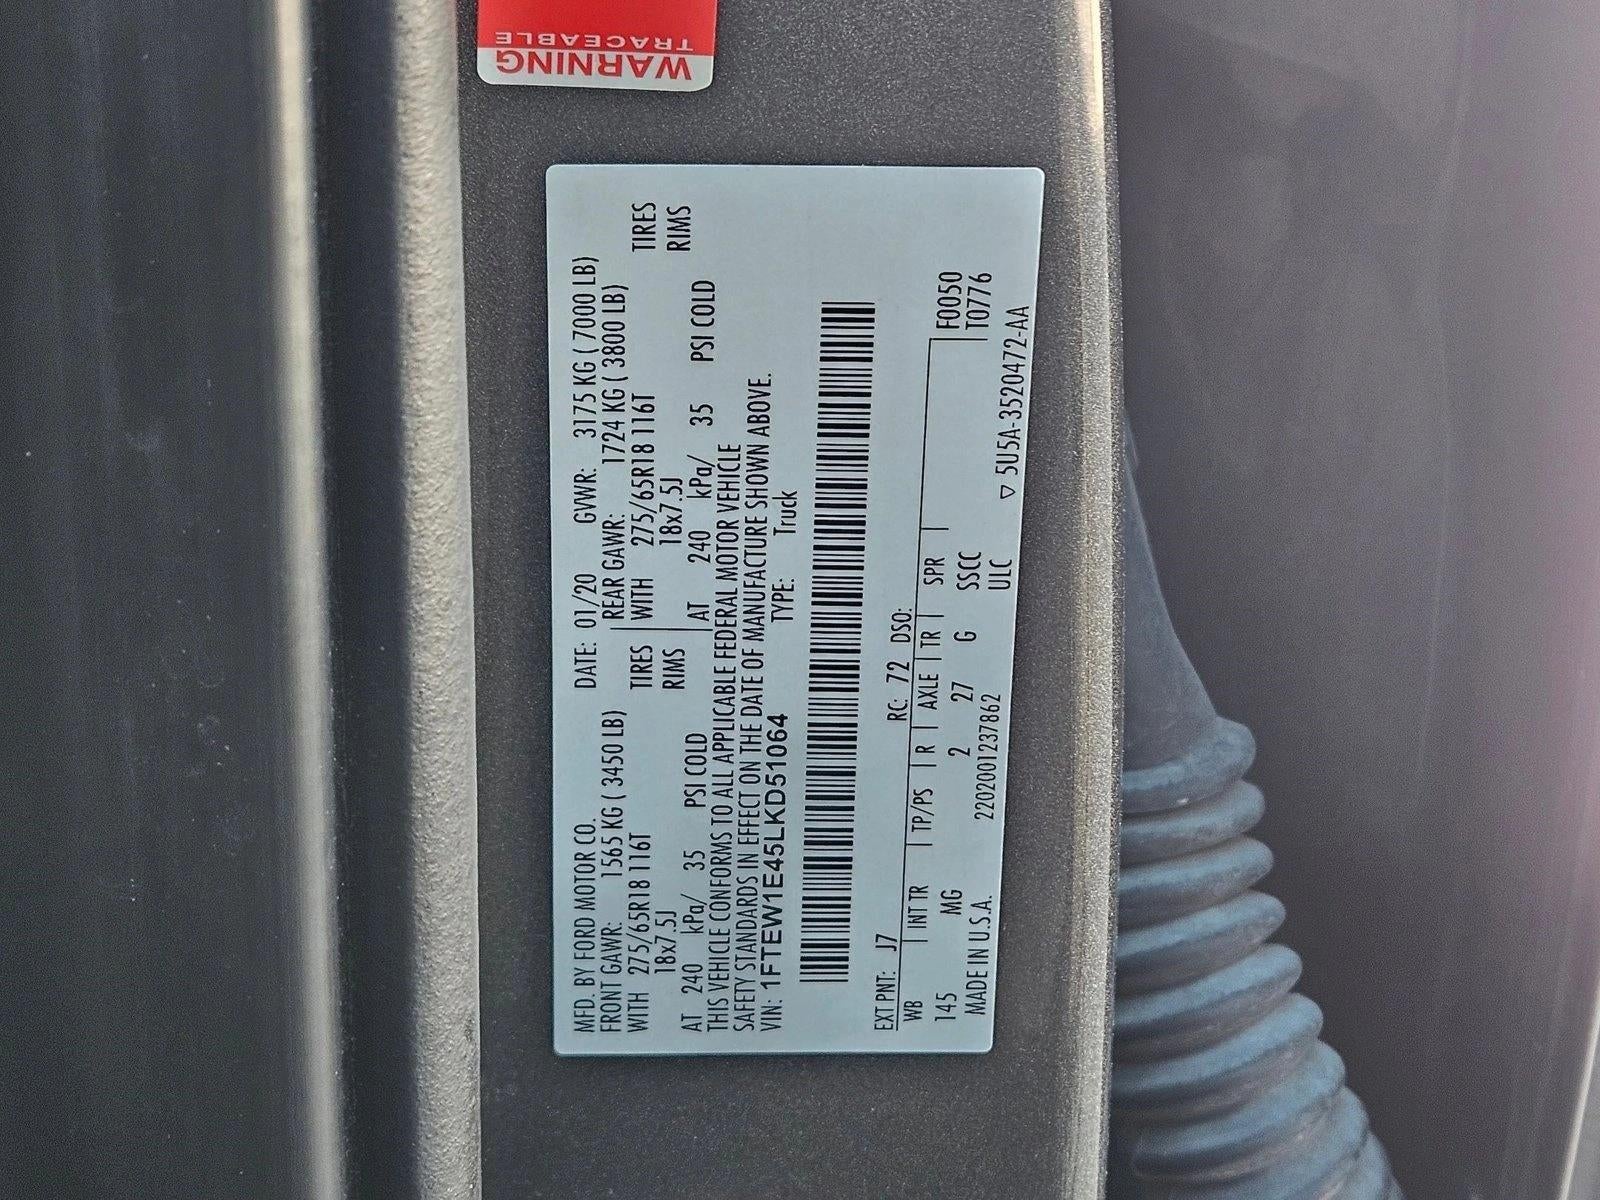 WARNING
TRACEABLE
MFD. BY FORD MOTOR CO. DATE: 01/20 GVWR: 3175 KG ( 7000 LB)
FRONT GAWR: 1565 KG ( 3450 LB) REAR GAWR: 1724 KG ( 3800 LB)
WITH 275/65R18 116T TIRES WITH 275/65R18 116T TIRES
18x7.5J RIMS 18x7.5J RIMS
AT 240 kPa/ 35 PSI COLD AT 240 kPa/ 35 PSI COLD
THIS VEHICLE CONFORMS TO ALL APPLICABLE FEDERAL MOTOR VEHICLE
SAFETY STANDARDS IN EFFECT ON THE DATE OF MANUFACTURE SHOWN ABOVE.
VIN: 1FTEW1E45LKD51064 TYPE: Truck
EXT PNT: J7 RC: 72 DSO:
WB INT TR TP/PS R AXLE TR SPR F0050
145 MG 2 27 G SSCC T0776
MADE IN U.S.A. 2202001237862 ULC ▽ 5U5A-3520472-AA